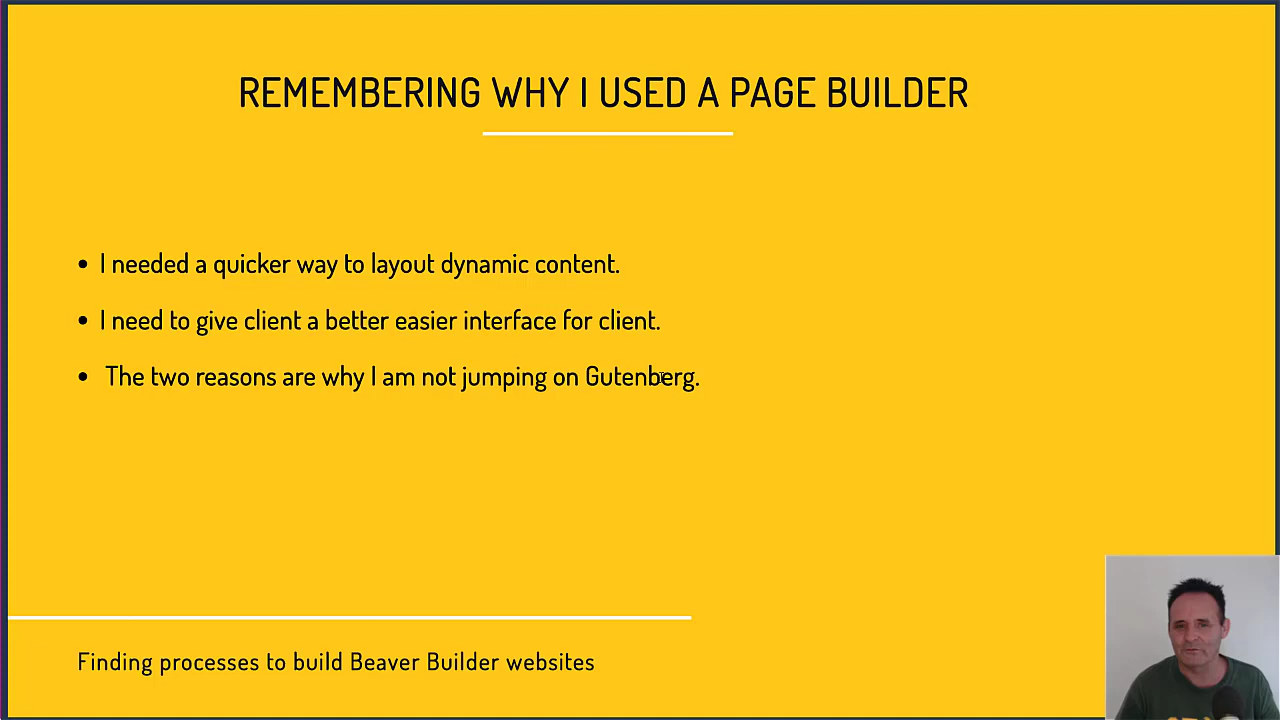 REMEMBERING WHY I USED A PAGE BUILDER
• I needed a quicker way to layout dynamic content.
• I need to give client a better easier interface for client.
• The two reasons are why I am not jumping on Gutenberg.
Finding processes to build Beaver Builder websites